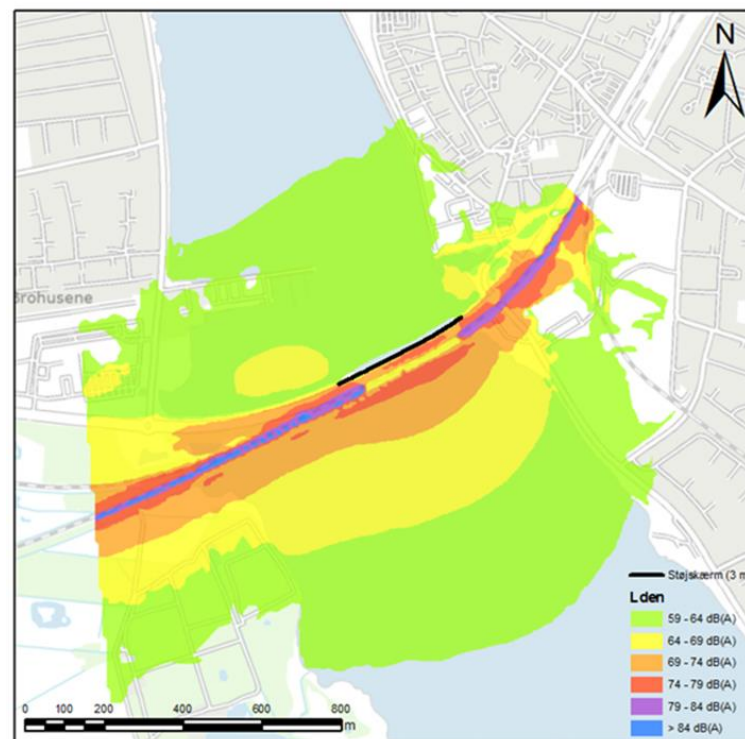 N
Brohusene
Støjskærm (3 m
Lden
59 - 64 dB(A)
64 - 69 dB(A)
69 - 74 dB(A)
74 - 79 dB(A)
79 - 84 dB(A)
> 84 dB(A)
0 100 200 400 600 800
m